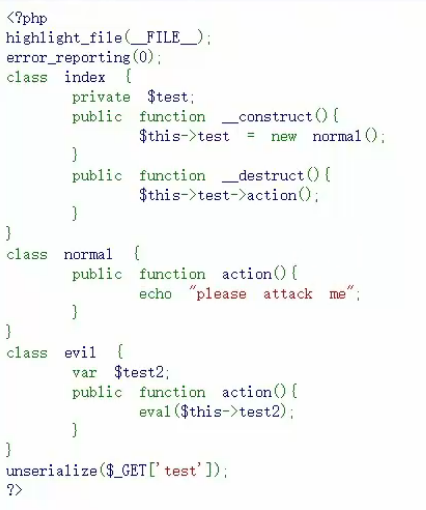 <?php
highlight_file(__FILE__);
error_reporting(0);
class index {
        private $test;
        public function __construct(){
                $this->test = new normal();
        }
        public function __destruct(){
                $this->test->action();
        }
}
class normal {
        public function action(){
                echo "please attack me";
        }
}
class evil {
        var $test2;
        public function action(){
                eval($this->test2);
        }
}
unserialize($_GET['test']);
?>